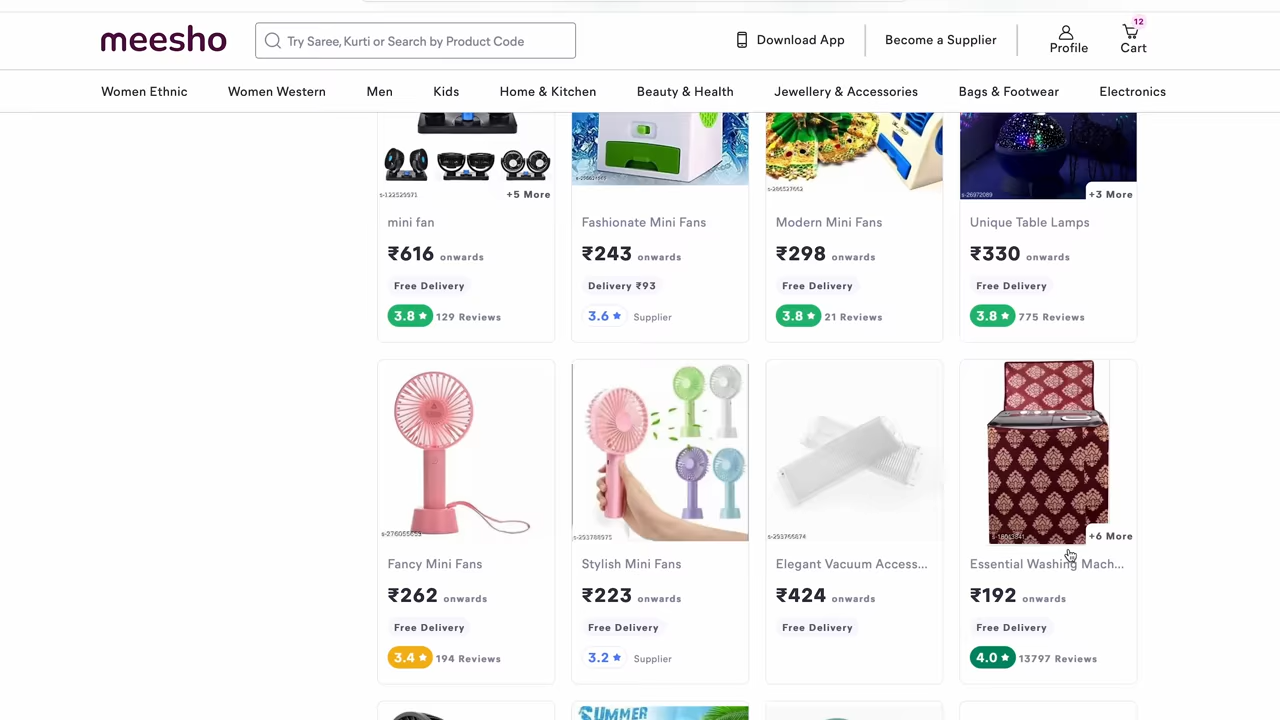 meesho
Try Saree, Kurti or Search by Product Code
Download App
Become a Supplier
Profile
12
Cart
Women Ethnic
Women Western
Men
Kids
Home & Kitchen
Beauty & Health
Jewellery & Accessories
Bags & Footwear
Electronics
+5 More
mini fan
₹616 onwards
Free Delivery
3.8 ★ 129 Reviews
Fashionate Mini Fans
₹243 onwards
Delivery ₹93
3.6 ★ Supplier
Modern Mini Fans
₹298 onwards
Free Delivery
3.8 ★ 21 Reviews
s-26972089
+3 More
Unique Table Lamps
₹330 onwards
Free Delivery
3.8 ★ 775 Reviews
Fancy Mini Fans
₹262 onwards
Free Delivery
3.4 ★ 194 Reviews
Stylish Mini Fans
₹223 onwards
Free Delivery
3.2 ★ Supplier
Elegant Vacuum Access...
₹424 onwards
Free Delivery
+6 More
Essential Washing Mach...
₹192 onwards
Free Delivery
4.0 ★ 13797 Reviews
SUMMER